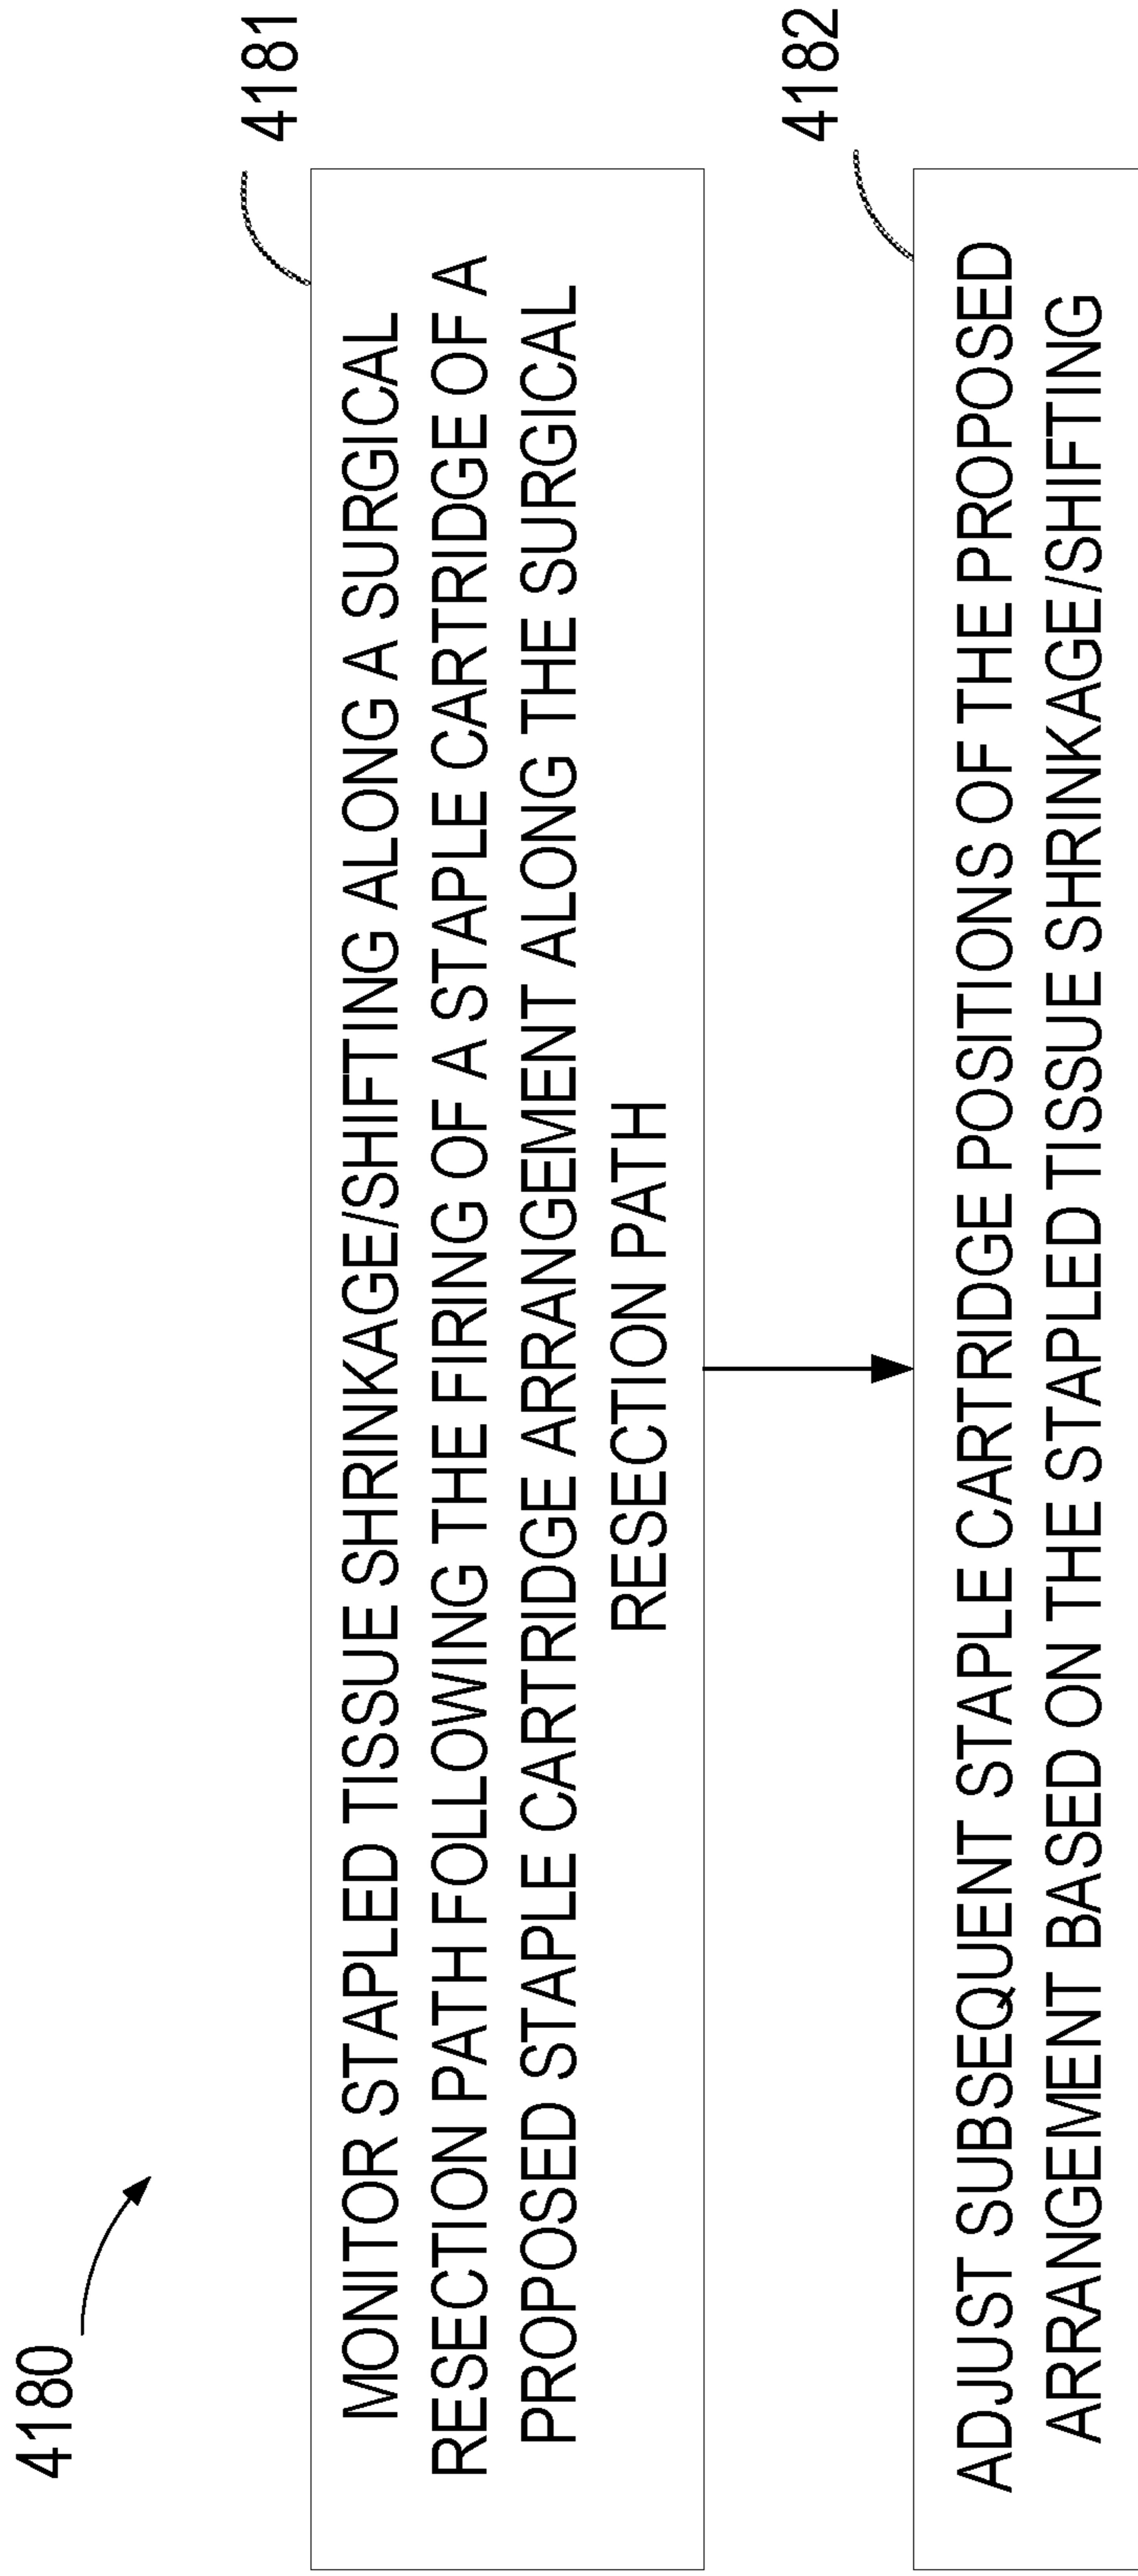 4180
4181
MONITOR STAPLED TISSUE SHRINKAGE/SHIFTING ALONG A SURGICAL
RESECTION PATH FOLLOWING THE FIRING OF A STAPLE CARTRIDGE OF A
PROPOSED STAPLE CARTRIDGE ARRANGEMENT ALONG THE SURGICAL
RESECTION PATH
4182
ADJUST SUBSEQUENT STAPLE CARTRIDGE POSITIONS OF THE PROPOSED
ARRANGEMENT BASED ON THE STAPLED TISSUE SHRINKAGE/SHIFTING